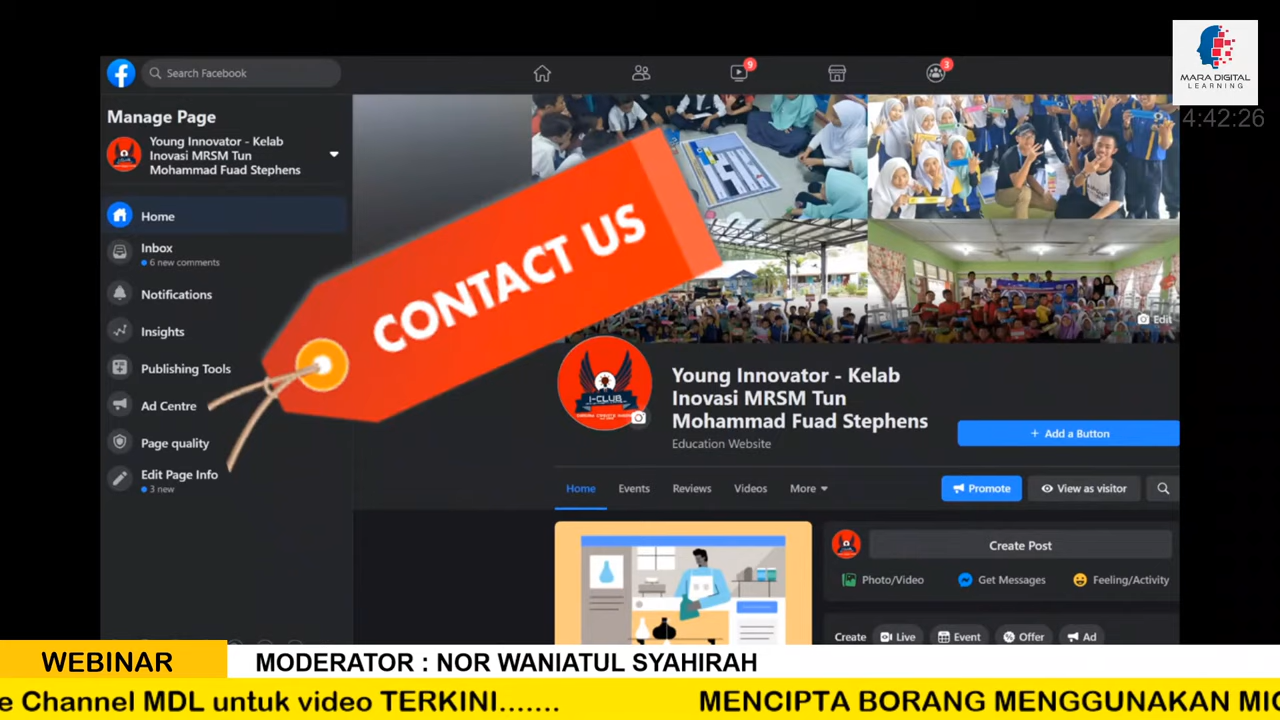 Search Facebook
9
3
MARA DIGITAL
LEARNING
4:42:26
Manage Page
Young Innovator - Kelab
Inovasi MRSM Tun
Mohammad Fuad Stephens
Home
Inbox
6 new comments
Notifications
Insights
Publishing Tools
Ad Centre
Page quality
Edit Page Info
3 new
CONTACT US
Edit
I-CLUB
Young Innovator - Kelab
Inovasi MRSM Tun
Mohammad Fuad Stephens
Education Website
+ Add a Button
Home Events Reviews Videos More
Promote View as visitor
Create Post
Photo/Video Get Messages Feeling/Activity
Create Live Event Offer Ad
WEBINAR MODERATOR : NOR WANIATUL SYAHIRAH
e Channel MDL untuk video TERKINI....... MENCIPTA BORANG MENGGUNAKAN MIC